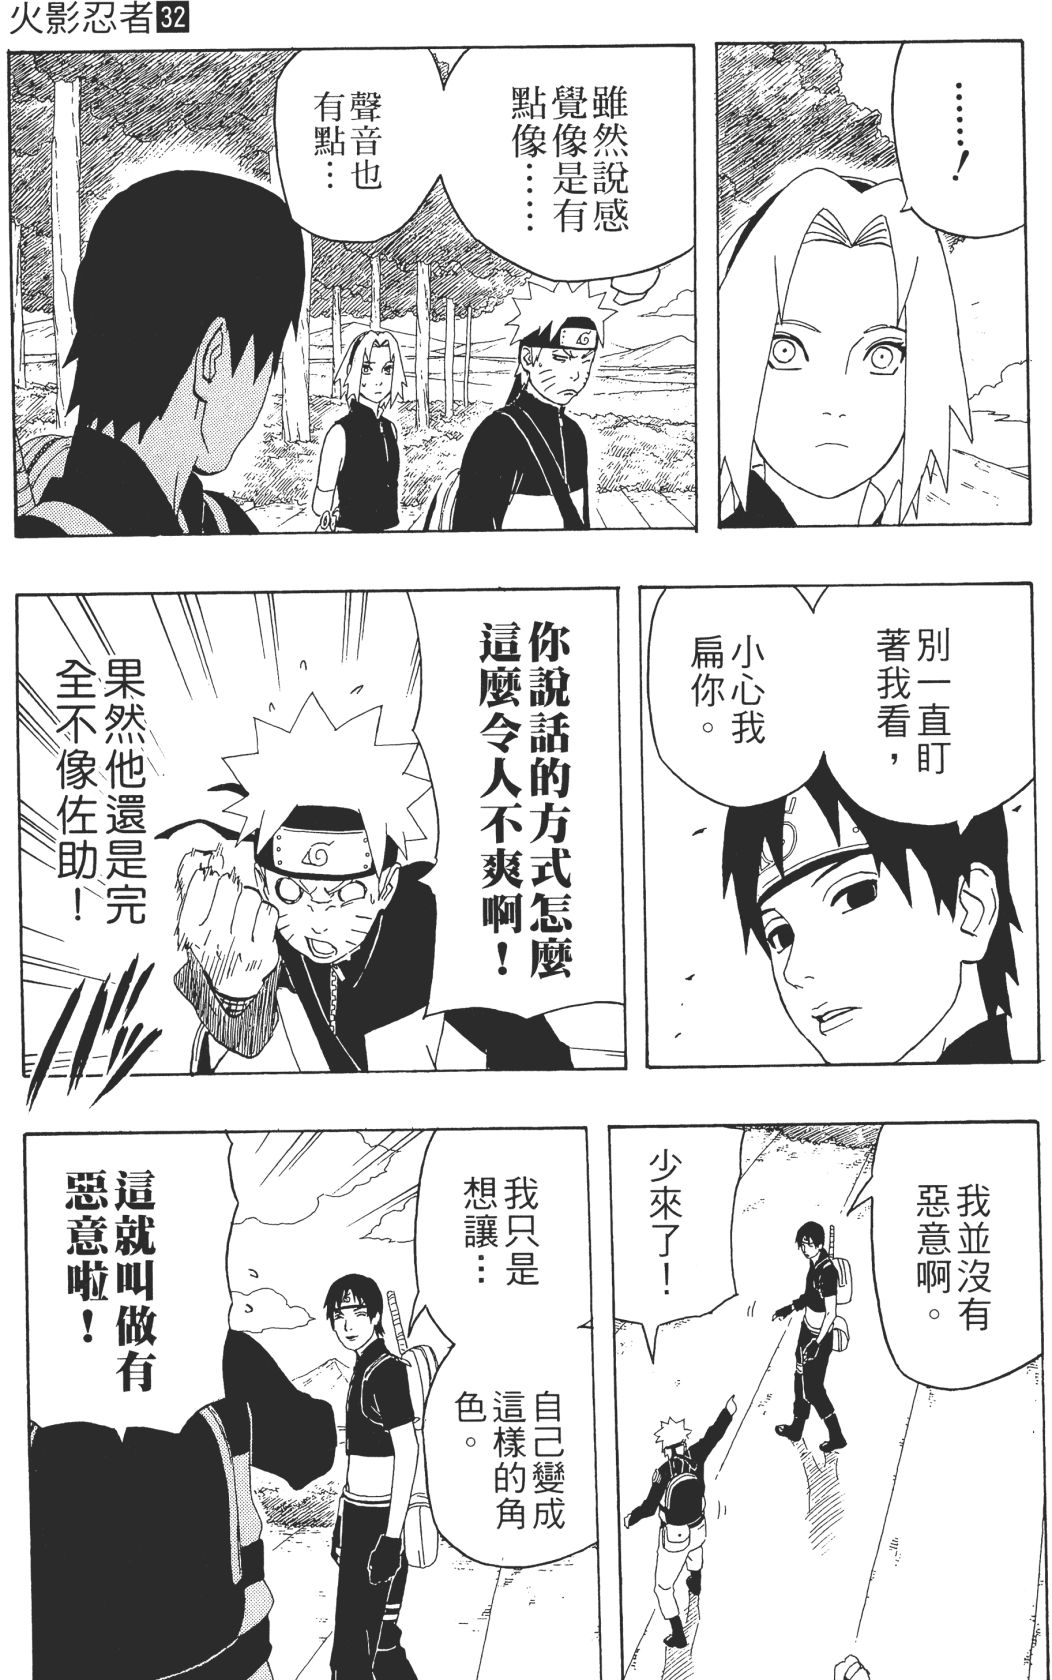 火影忍者32
……!
雖然說感
覺像是有
點像……
聲音也
有點…
別一直盯
著我看，
小心我
扁你。
你說話的方式怎麼
這麼令人不爽啊！
果然他還是完
全不像佐助！
我並沒有
惡意啊。
少來了！
我只是
想讓…
自己變成
這樣的角
色。
這就叫做有
惡意啦！